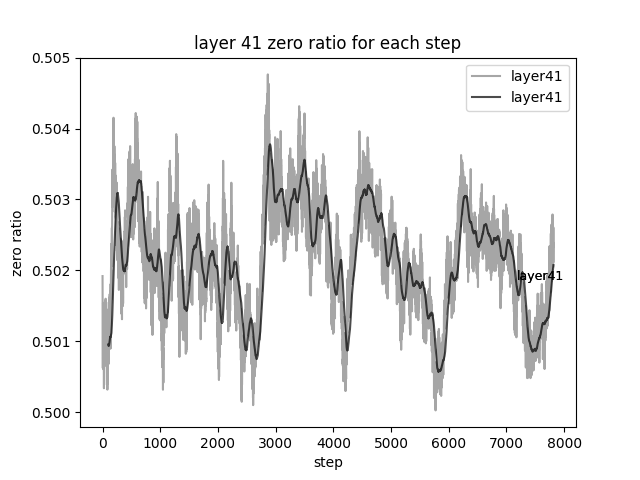 layer 41 zero ratio for each step
layer41
layer41
0.505
0.504
0.503
0.502
0.501
0.500
zero ratio
layer41
0 1000 2000 3000 4000 5000 6000 7000 8000
step